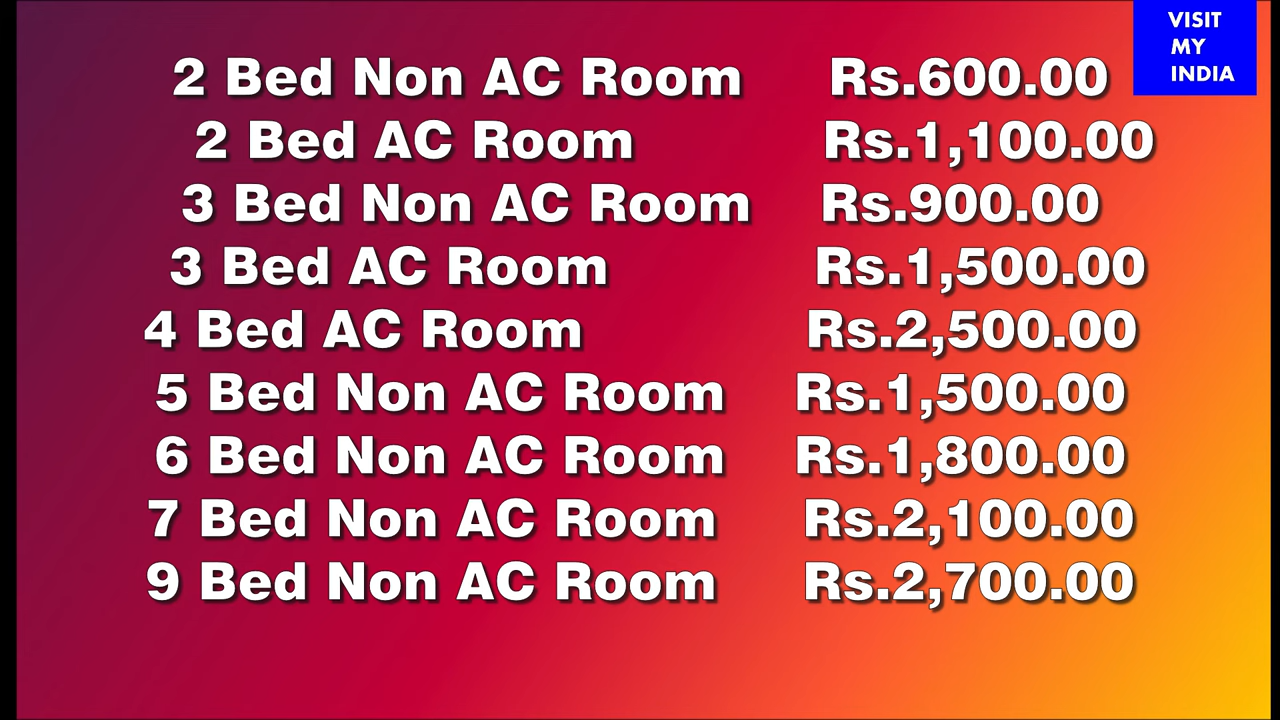 VISIT
MY
INDIA
2 Bed Non AC Room Rs.600.00
2 Bed AC Room Rs.1,100.00
3 Bed Non AC Room Rs.900.00
3 Bed AC Room Rs.1,500.00
4 Bed AC Room Rs.2,500.00
5 Bed Non AC Room Rs.1,500.00
6 Bed Non AC Room Rs.1,800.00
7 Bed Non AC Room Rs.2,100.00
9 Bed Non AC Room Rs.2,700.00